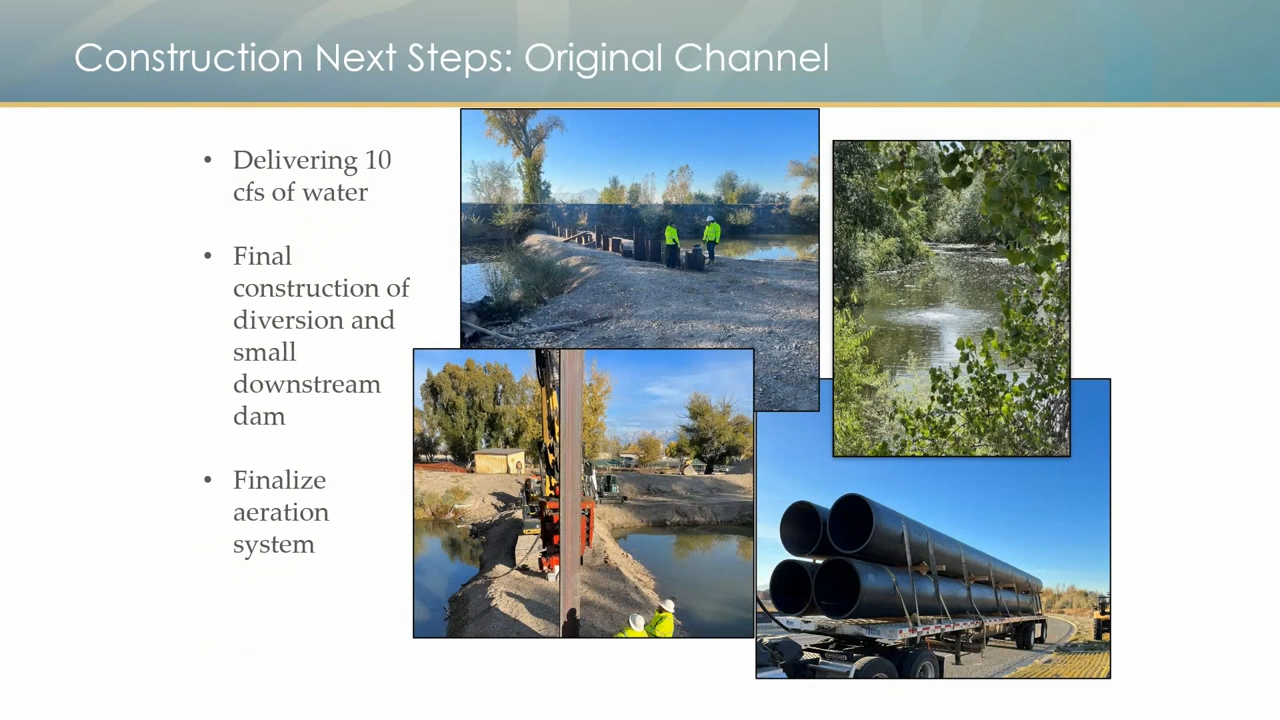 Construction Next Steps: Original Channel
• Delivering 10
cfs of water
• Final
construction of
diversion and
small
downstream
dam
• Finalize
aeration
system